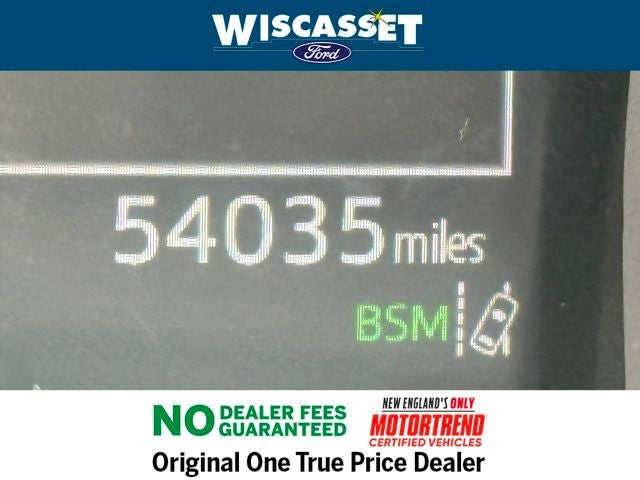 WISCASSET
Ford
54035 miles
BSM
NO DEALER FEES
GUARANTEED
NEW ENGLAND'S ONLY
MOTORTREND
CERTIFIED VEHICLES
Original One True Price Dealer